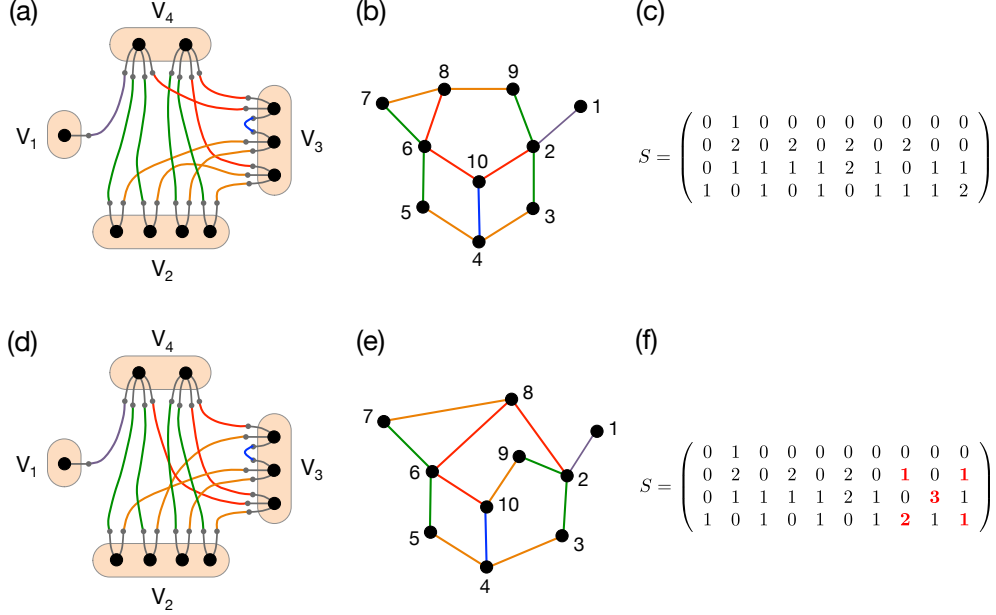 (a)
V₄
V₁
V₃
V₂
(b)
8
9
7
1
6
10
2
5
3
4
(c)
S =
0 1 0 0 0 0 0 0 0 0
0 2 0 2 0 2 0 2 0 0
0 1 1 1 1 2 1 0 1 1
1 0 1 0 1 0 1 1 1 2
(d)
V₄
V₁
V₃
V₂
(e)
8
7
1
9
6
2
10
5
3
4
(f)
S =
0 1 0 0 0 0 0 0 0 0
0 2 0 2 0 2 0 1 0 1
0 1 1 1 1 2 1 0 3 1
1 0 1 0 1 0 1 2 1 1